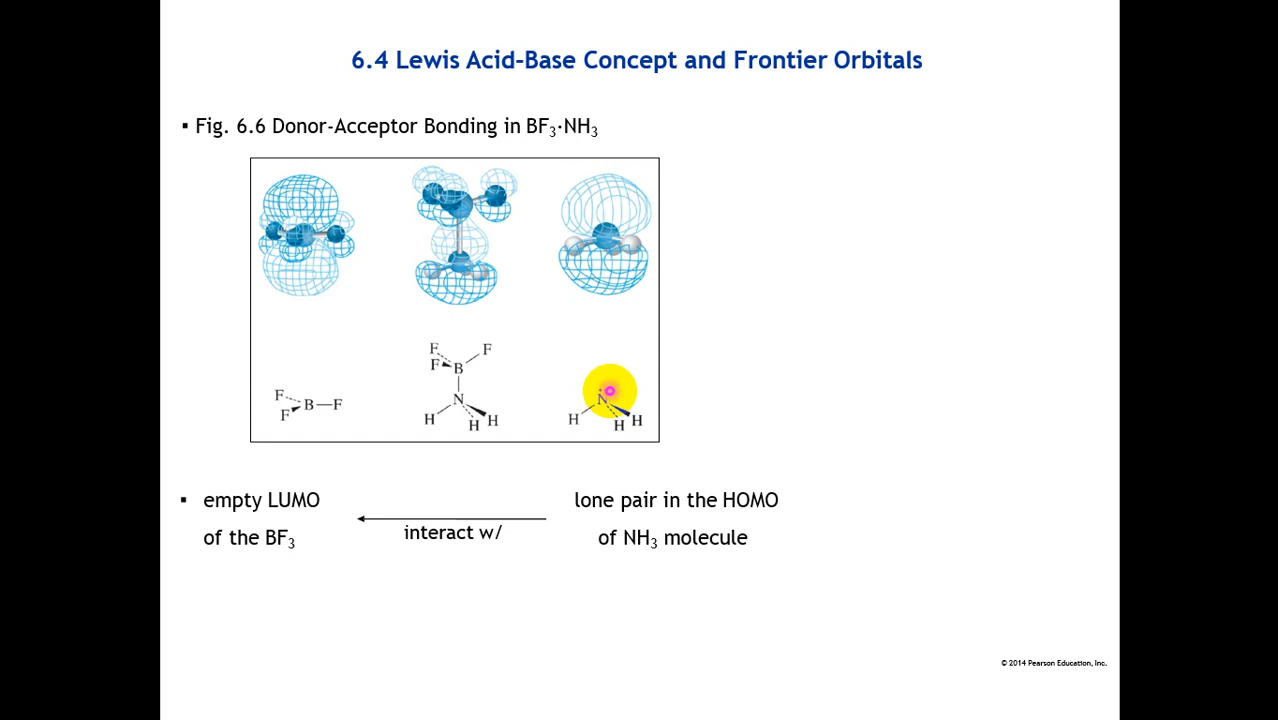 6.4 Lewis Acid-Base Concept and Frontier Orbitals
▪ Fig. 6.6 Donor-Acceptor Bonding in BF₃·NH₃
F F B F
F F B F N H H H
N H H H
▪ empty LUMO
of the BF₃
interact w/
lone pair in the HOMO
of NH₃ molecule
© 2014 Pearson Education, Inc.